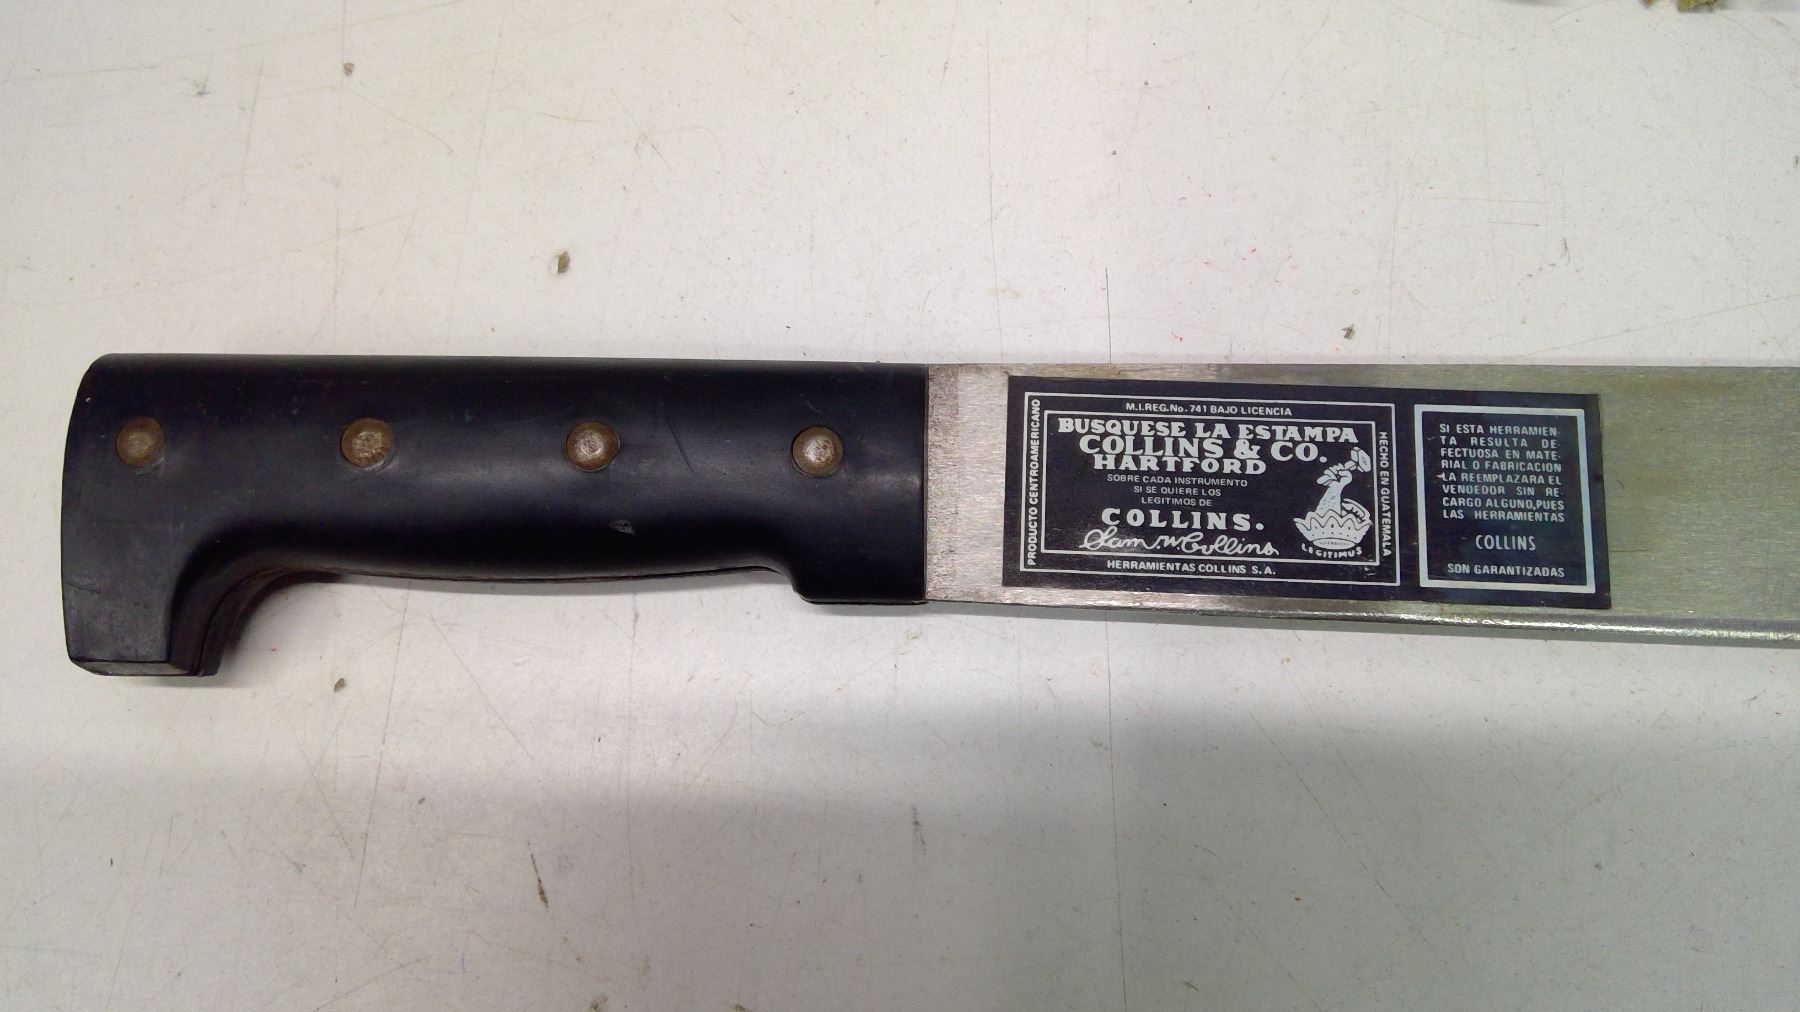 PRODUCTO CENTROAMERICANO
M.I.REG.No. 741 BAJO LICENCIA
BUSQUESE LA ESTAMPA
COLLINS & CO.
HARTFORD
SOBRE CADA INSTRUMENTO
SI SE QUIERE LOS
LEGITIMOS DE
COLLINS.
Sam. W Collins
LEGITIMUS
HERRAMIENTAS COLLINS S.A.
HECHO EN GUATEMALA
SI ESTA HERRAMIEN-
TA RESULTA DE-
FECTUOSA EN MATE-
RIAL O FABRICACION
LA REEMPLAZARA EL
VENDEDOR SIN RE-
CARGO ALGUNO,PUES
LAS HERRAMIENTAS
COLLINS
SON GARANTIZADAS